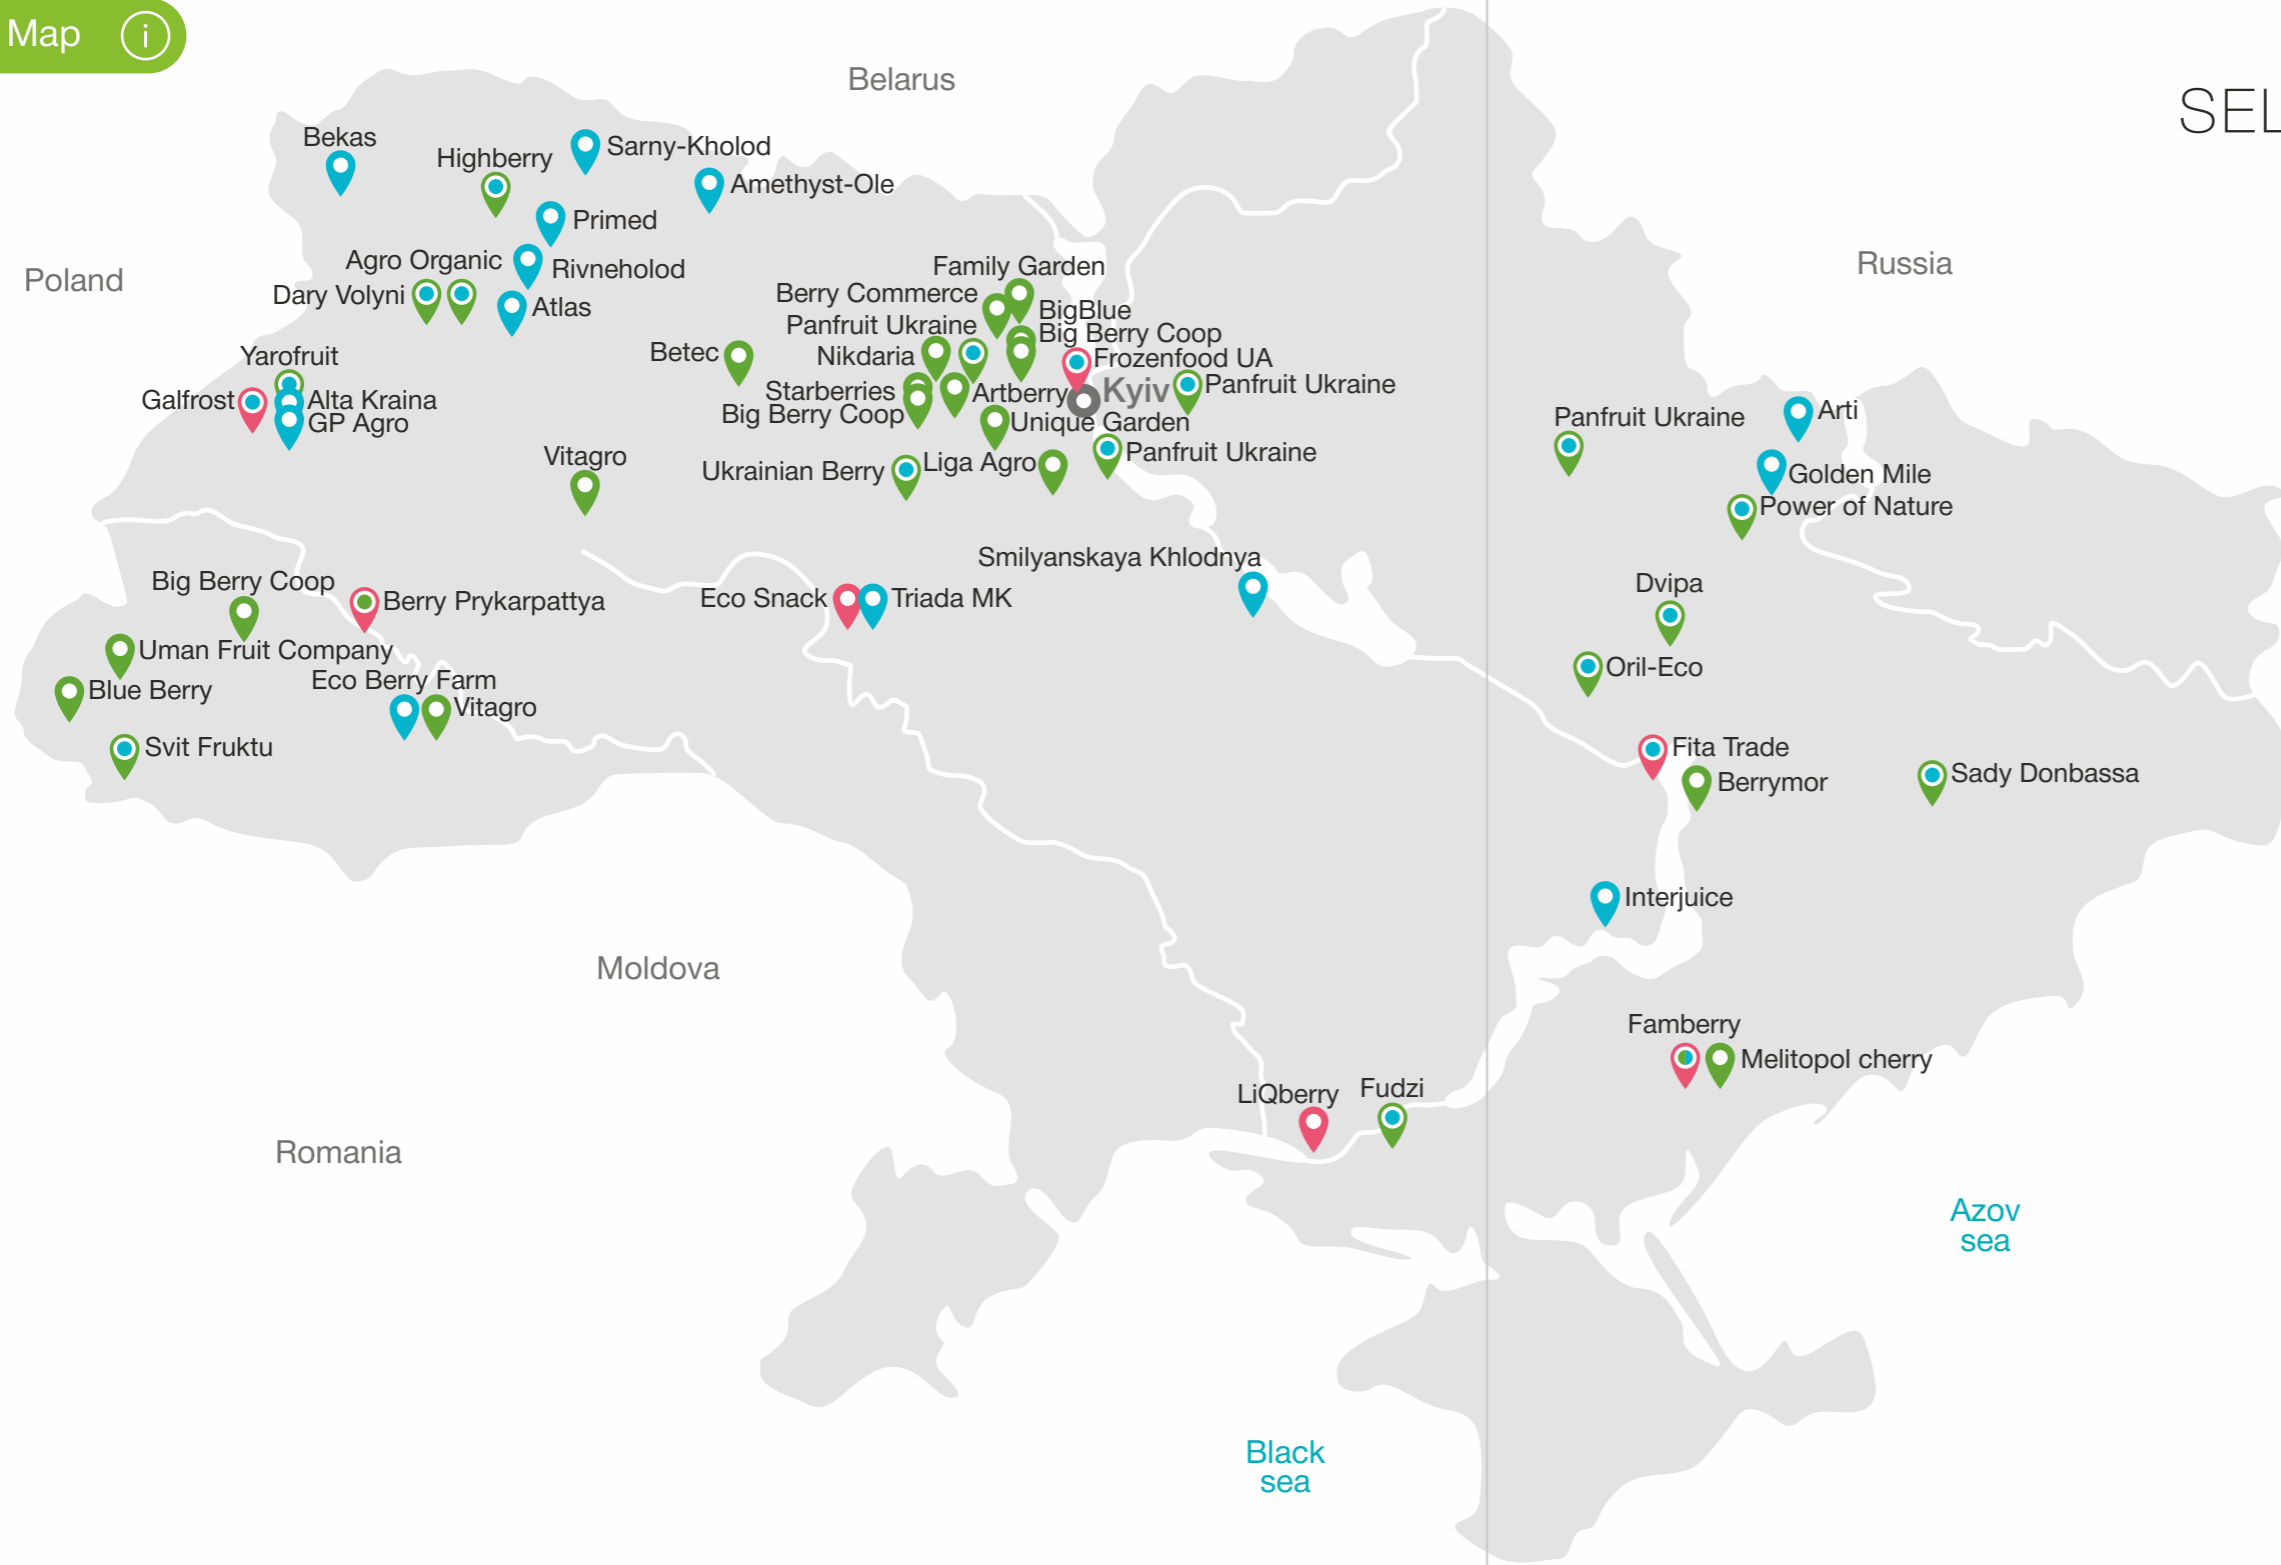 Map
i
Belarus
SEL
Bekas
Highberry
Sarny-Kholod
Amethyst-Ole
Primed
Agro Organic
Rivneholod
Poland
Dary Volyni
Atlas
Family Garden
Berry Commerce
BigBlue
Panfruit Ukraine
Big Berry Coop
Russia
Betec
Nikdaria
Frozenfood UA
Yarofruit
Starberries
Artberry
Kyiv
Panfruit Ukraine
Galfrost
Alta Kraina
Big Berry Coop
Unique Garden
GP Agro
Panfruit Ukraine
Arti
Vitagro
Ukrainian Berry
Liga Agro
Panfruit Ukraine
Golden Mile
Power of Nature
Smilyanskaya Khlodnya
Big Berry Coop
Berry Prykarpattya
Eco Snack
Triada MK
Dvipa
Uman Fruit Company
Oril-Eco
Eco Berry Farm
Blue Berry
Vitagro
Svit Fruktu
Fita Trade
Berrymor
Sady Donbassa
Interjuice
Moldova
Famberry
Melitopol cherry
LiQberry
Fudzi
Romania
Azov
sea
Black
sea